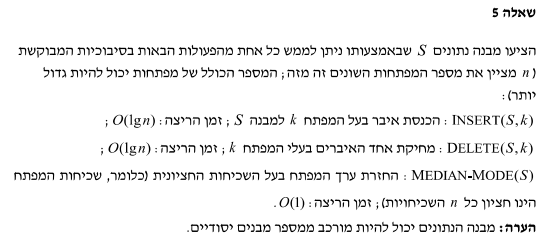 שאלה 5
הציעו מבנה נתונים S שבאמצעותו ניתן לממש כל אחת מהפעולות הבאות בסיבוכיות המבוקשת
(n מציין את מספר המפתחות השונים זה מזה; המספר הכולל של מפתחות יכול להיות גדול
יותר):
INSERT(S,k) : הכנסת איבר בעל המפתח k למבנה S ; זמן הריצה: O(lg n) ;
DELETE(S,k) : מחיקת אחד האיברים בעלי המפתח k ; זמן הריצה: O(lg n) ;
MEDIAN-MODE(S) : החזרת ערך המפתח בעל השכיחות החציונית (כלומר, שכיחות המפתח
הינו חציון כל n השכיחויות); זמן הריצה: O(1) .
הערה: מבנה הנתונים יכול להיות מורכב ממספר מבנים יסודיים.